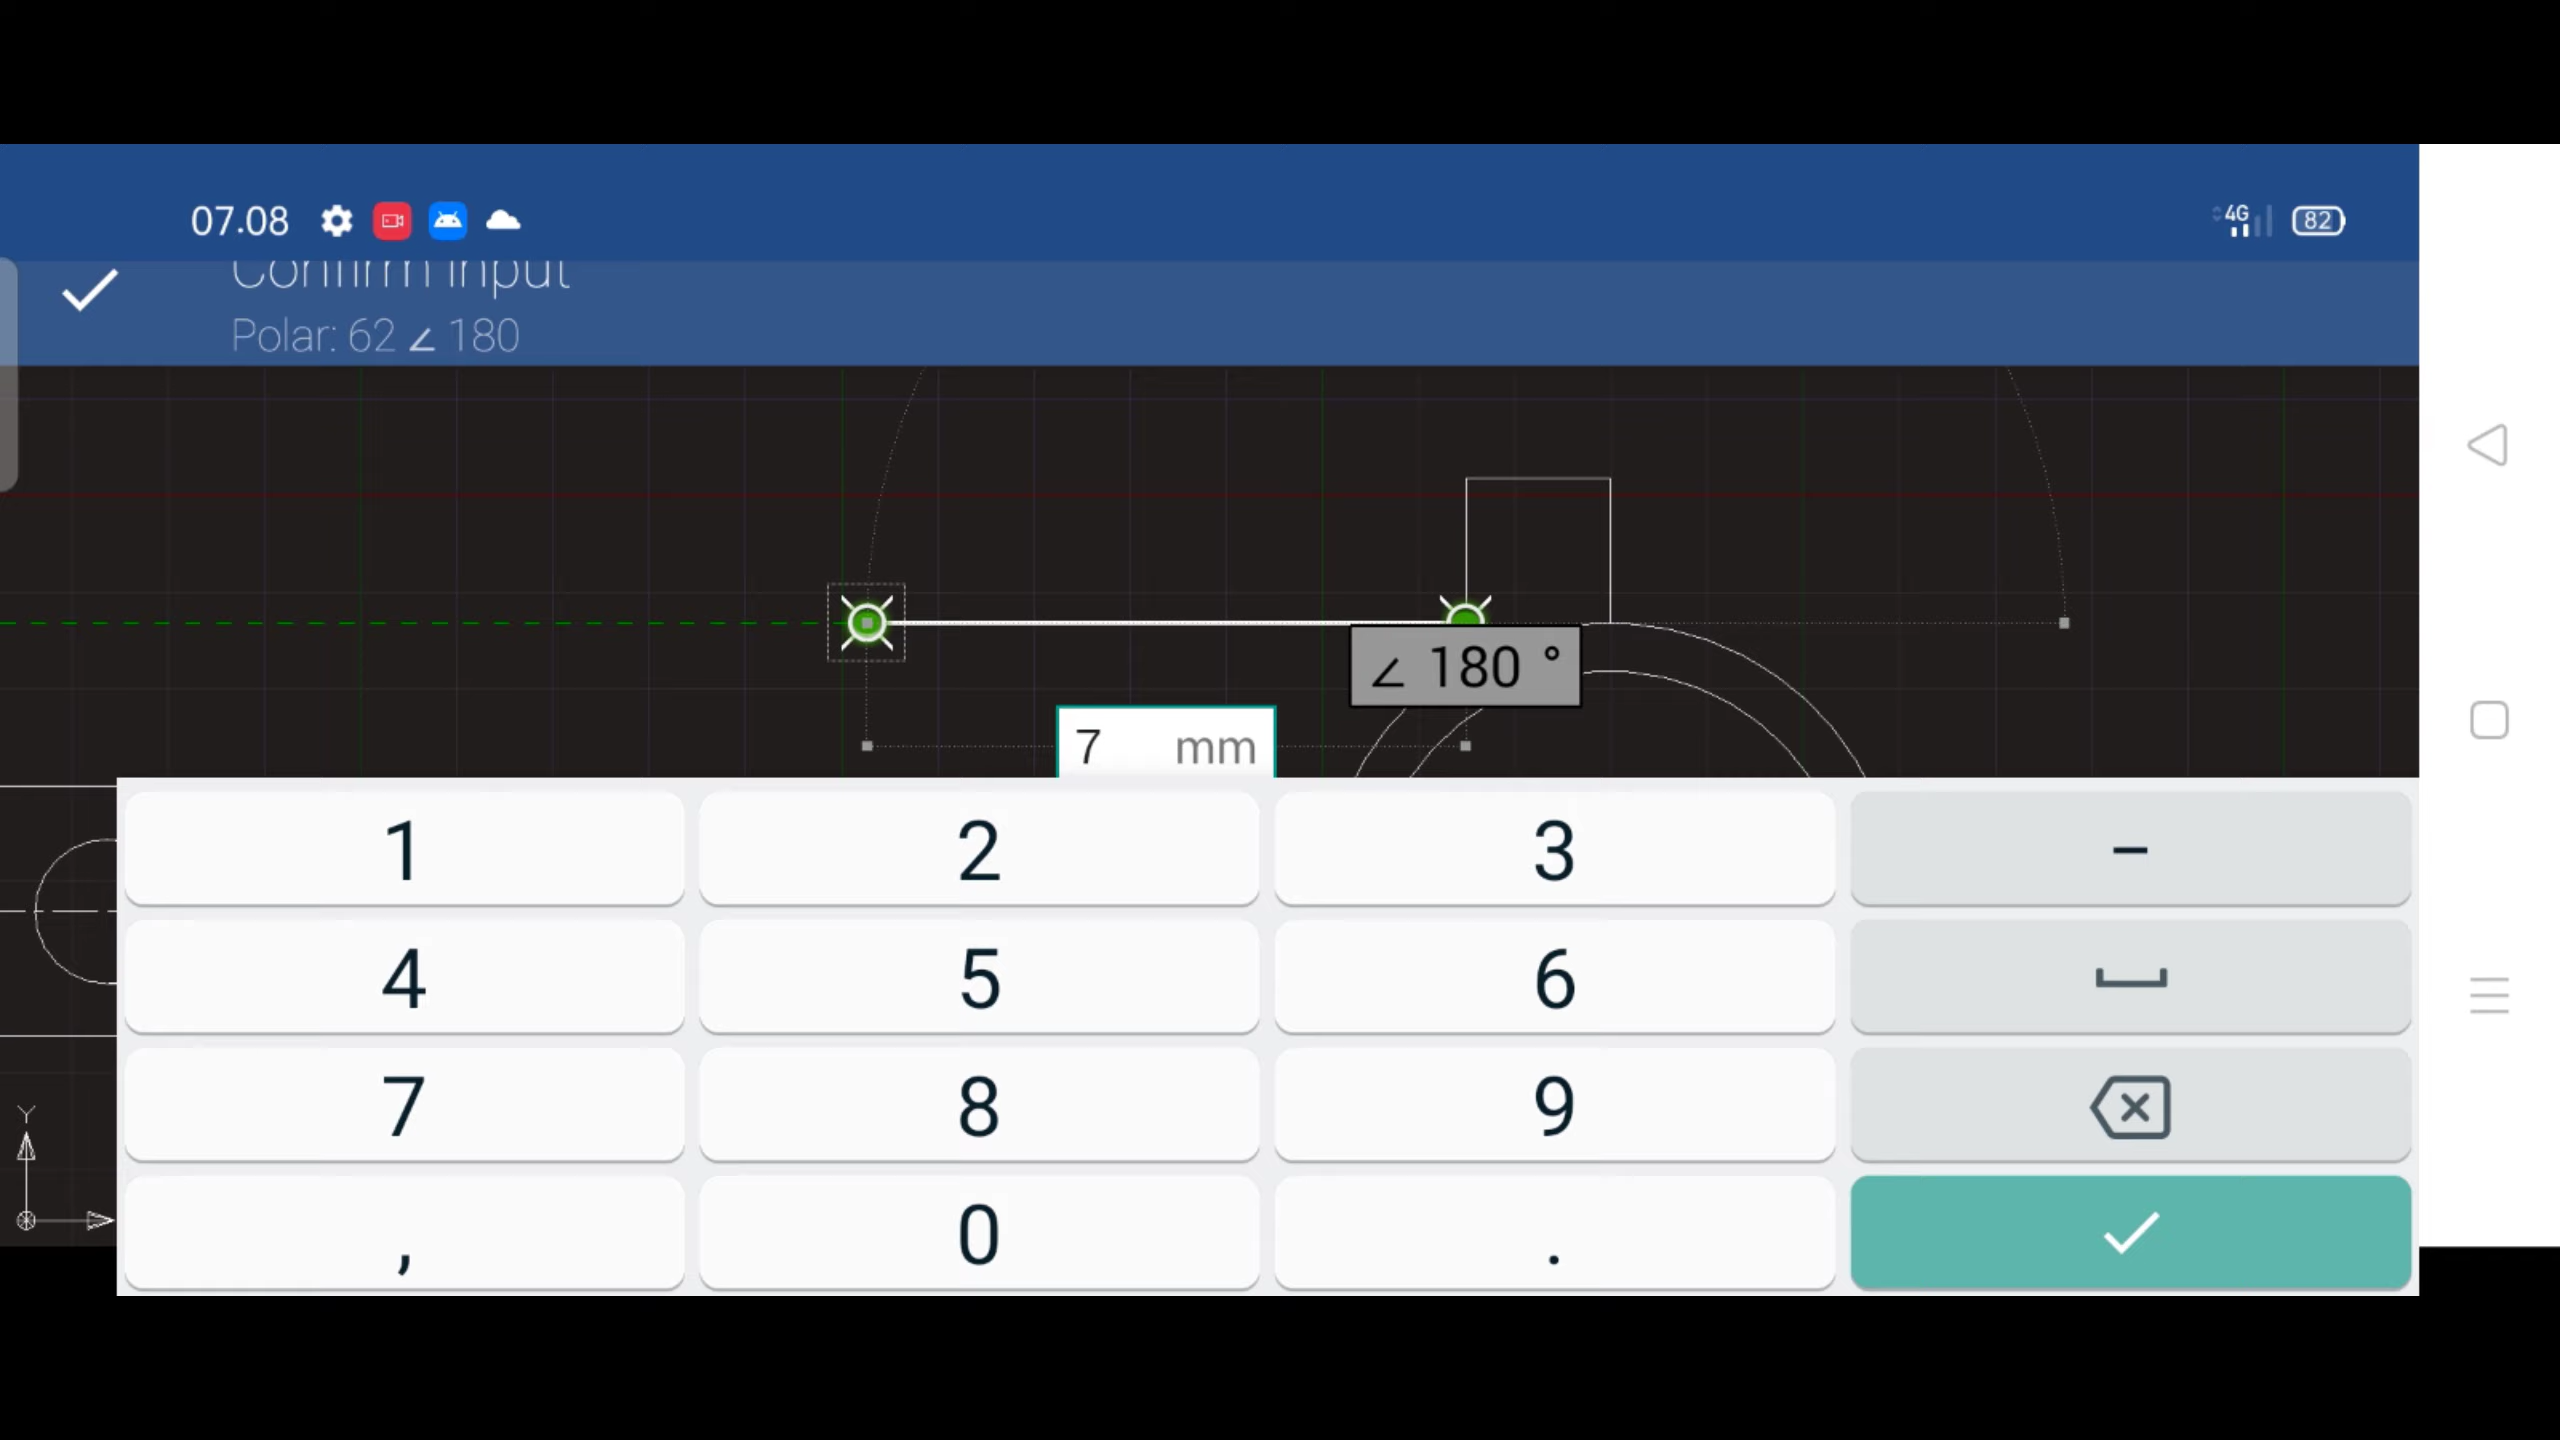 07.08
4G
82
Confirm input
Polar: 62 ∠ 180
∠ 180 °
7 mm
1 2 3 –
4 5 6
7 8 9
, 0 .
Y